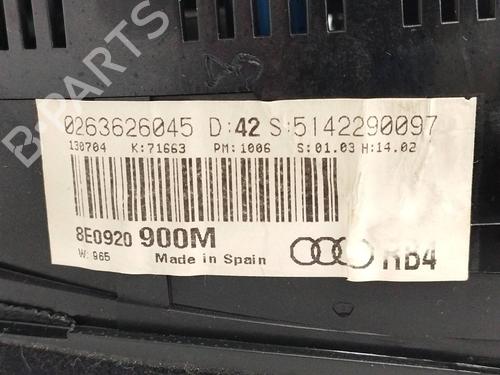 0263626045 D:42 S:5142290097
130704 K:71663 PM:1006 S:01.03 H:14.02
8E0920 900M
W: 965 Made in Spain RB4
B-PARTS